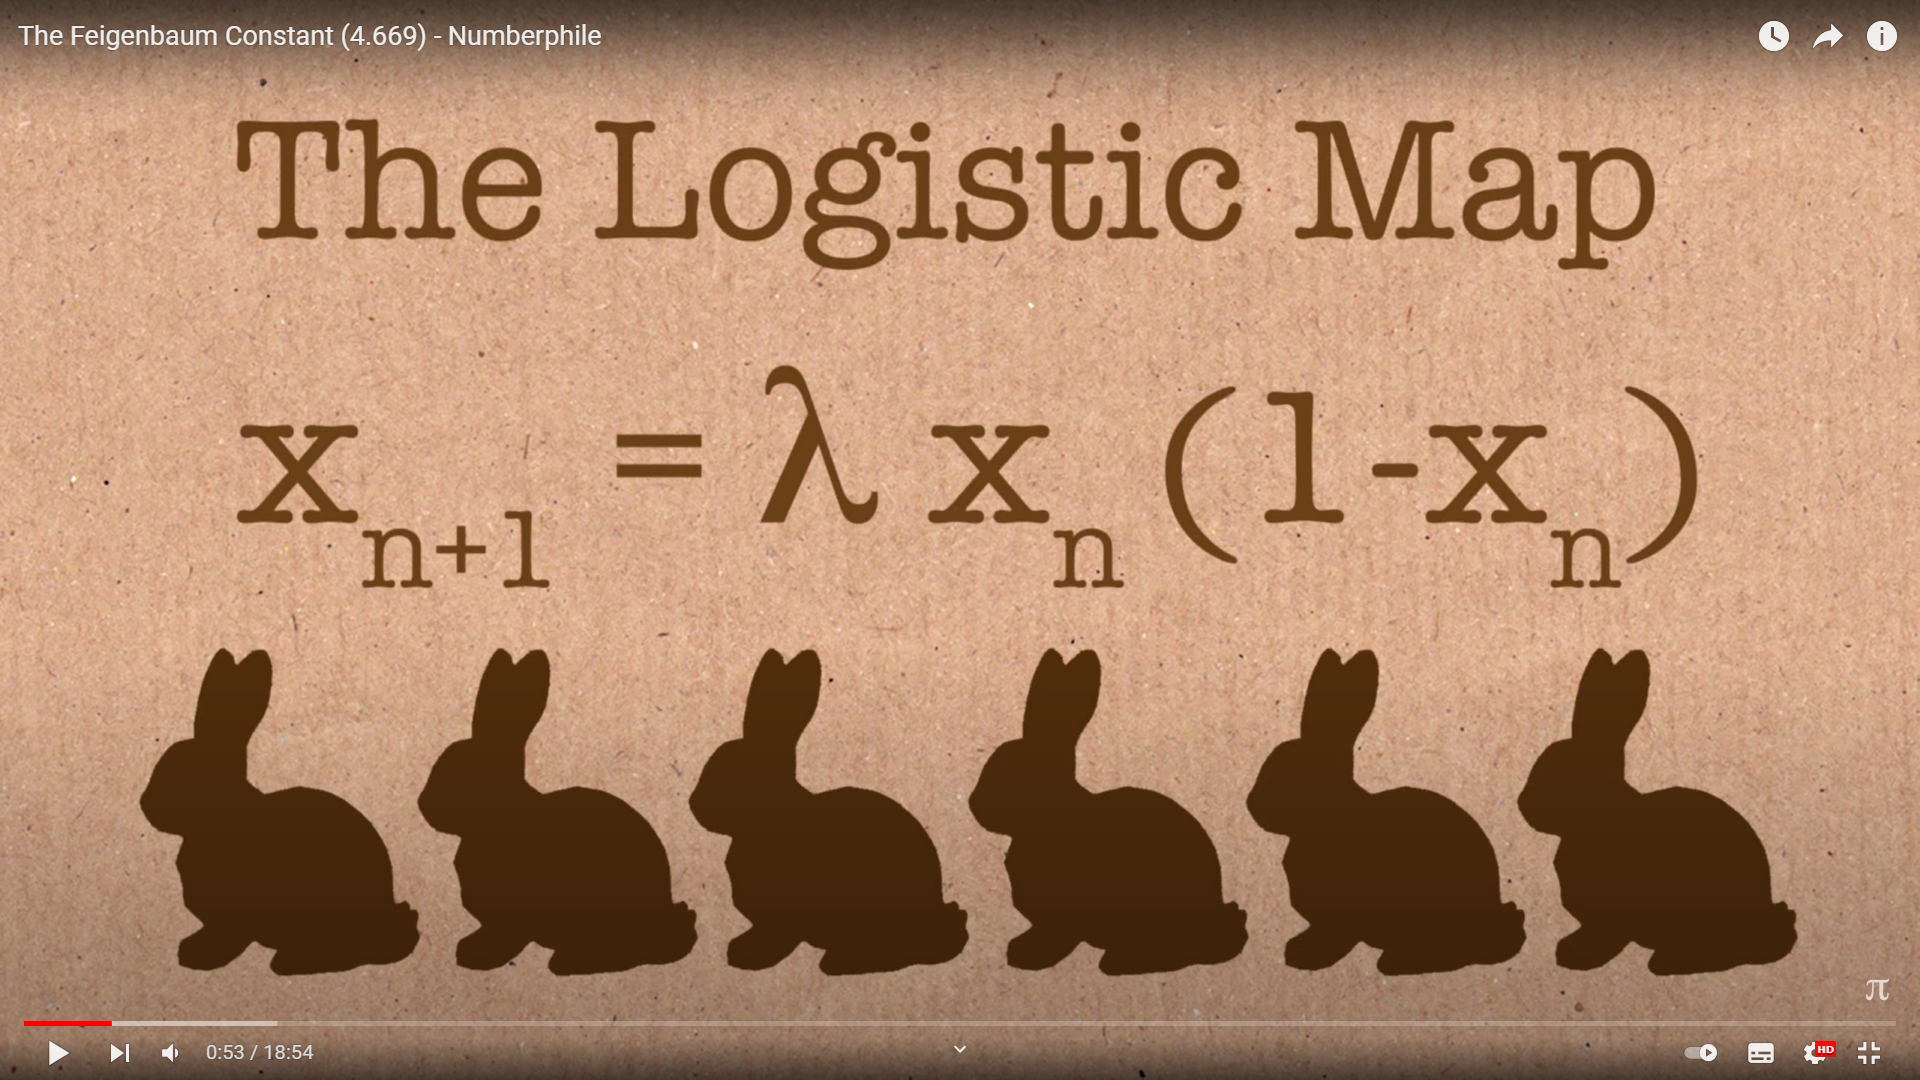 The Feigenbaum Constant (4.669) - Numberphile
The Logistic Map
xₙ₊₁ = λ xₙ (1-xₙ)
π
0:53 / 18:54
HD